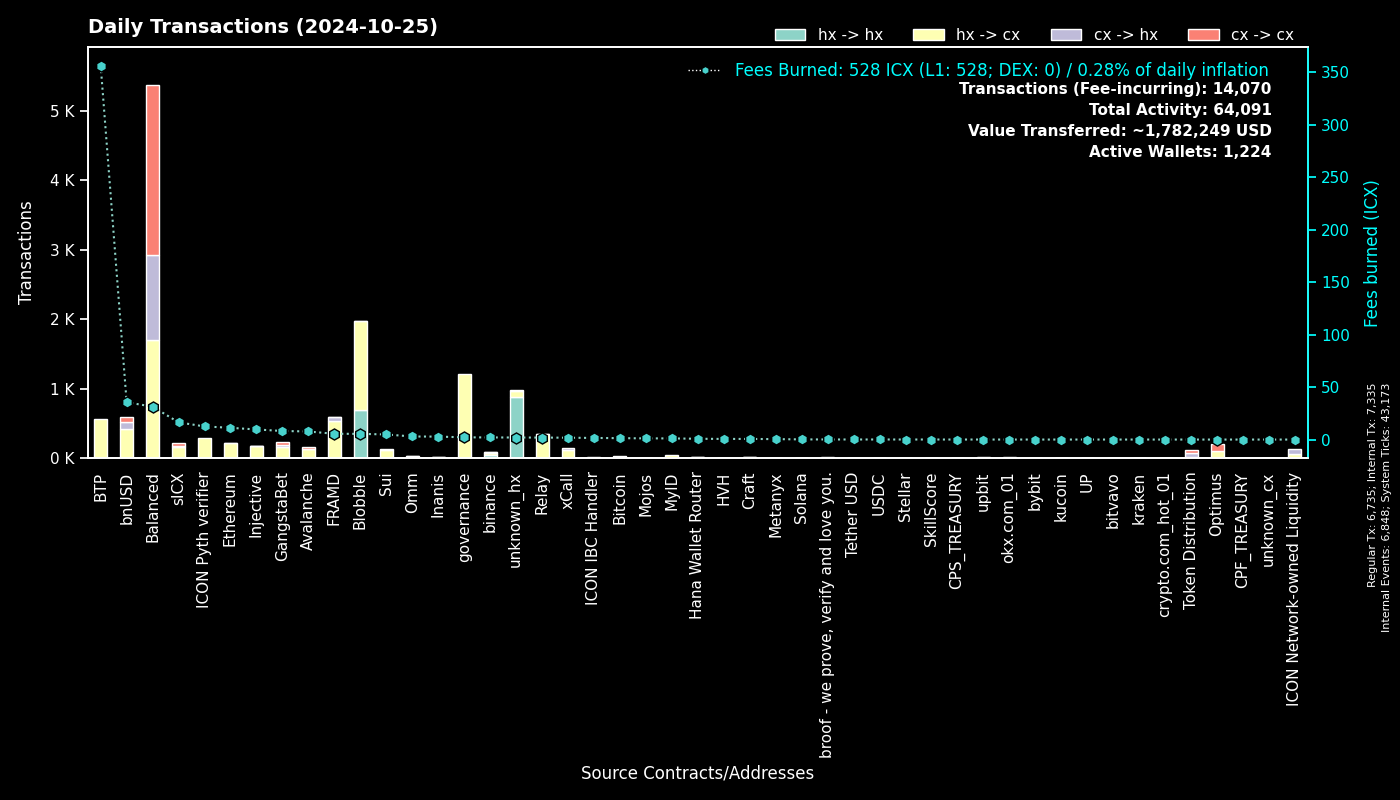 Daily Transactions (2024-10-25)
hx -> hx
hx -> cx
cx -> hx
cx -> cx
Fees Burned: 528 ICX (L1: 528; DEX: 0) / 0.28% of daily inflation
Transactions (Fee-incurring): 14,070
Total Activity: 64,091
Value Transferred: ~1,782,249 USD
Active Wallets: 1,224
Transactions
5 K
4 K
3 K
2 K
1 K
0 K
350
300
250
200
150
100
50
0
Fees burned (ICX)
Regular Tx: 6,735; Internal Tx: 7,335
Internal Events: 6,848; System Ticks: 43,173
BTP
bnUSD
Balanced
sICX
ICON Pyth verifier
Ethereum
Injective
GangstaBet
Avalanche
FRAMD
Blobble
Sui
Omm
Inanis
governance
binance
unknown_hx
Relay
xCall
ICON IBC Handler
Bitcoin
Mojos
MyID
Hana Wallet Router
HVH
Craft
Metanyx
Solana
broof - we prove, verify and love you.
Tether USD
USDC
Stellar
SkillScore
CPS_TREASURY
upbit
okx.com_01
bybit
kucoin
UP
bitvavo
kraken
crypto.com_hot_01
Token Distribution
Optimus
CPF_TREASURY
unknown_cx
ICON Network-owned Liquidity
Source Contracts/Addresses